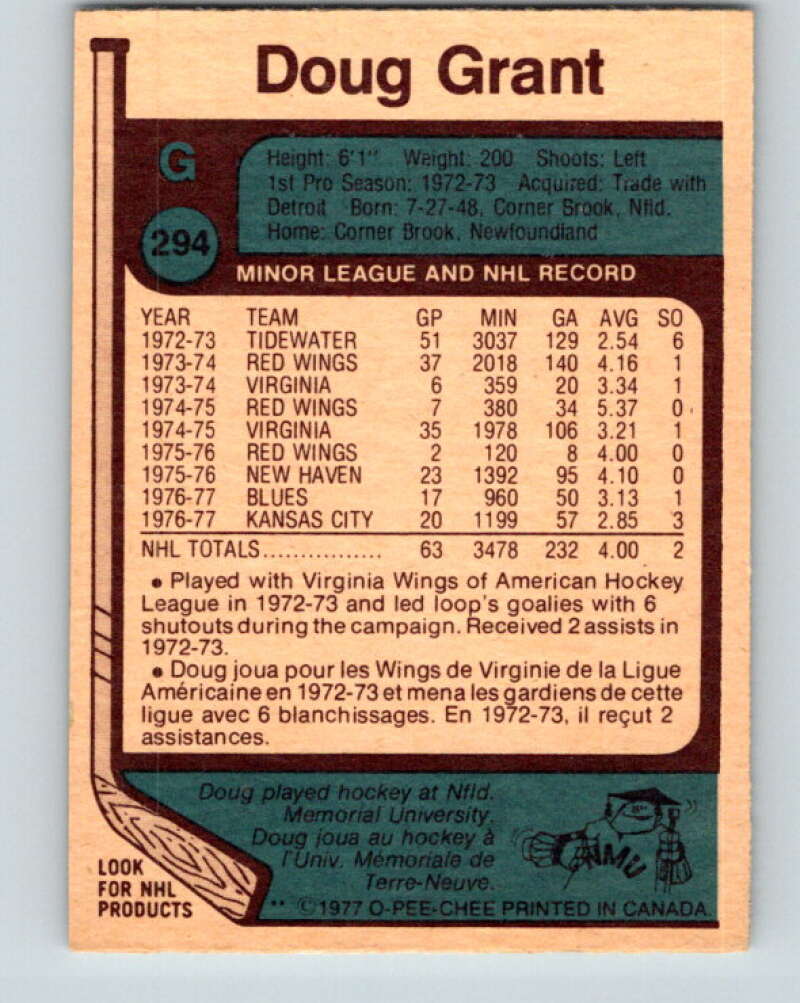 Doug Grant
G
294
Height: 6'1" Weight: 200 Shoots: Left
1st Pro Season: 1972-73 Acquired: Trade with
Detroit Born: 7-27-48, Corner Brook, Nfld.
Home: Corner Brook, Newfoundland
MINOR LEAGUE AND NHL RECORD
YEAR TEAM GP MIN GA AVG SO
1972-73 TIDEWATER 51 3037 129 2.54 6
1973-74 RED WINGS 37 2018 140 4.16 1
1973-74 VIRGINIA 6 359 20 3.34 1
1974-75 RED WINGS 7 380 34 5.37 0
1974-75 VIRGINIA 35 1978 106 3.21 1
1975-76 RED WINGS 2 120 8 4.00 0
1975-76 NEW HAVEN 23 1392 95 4.10 0
1976-77 BLUES 17 960 50 3.13 1
1976-77 KANSAS CITY 20 1199 57 2.85 3
NHL TOTALS................ 63 3478 232 4.00 2
• Played with Virginia Wings of American Hockey
League in 1972-73 and led loop's goalies with 6
shutouts during the campaign. Received 2 assists in
1972-73.
• Doug joua pour les Wings de Virginie de la Ligue
Américaine en 1972-73 et mena les gardiens de cette
ligue avec 6 blanchissages. En 1972-73, il reçut 2
assistances.
Doug played hockey at Nfld.
Memorial University.
Doug joua au hockey à
l'Univ. Mémoriale de
Terre-Neuve.
NMU
LOOK
FOR NHL
PRODUCTS
** ©1977 O-PEE-CHEE PRINTED IN CANADA